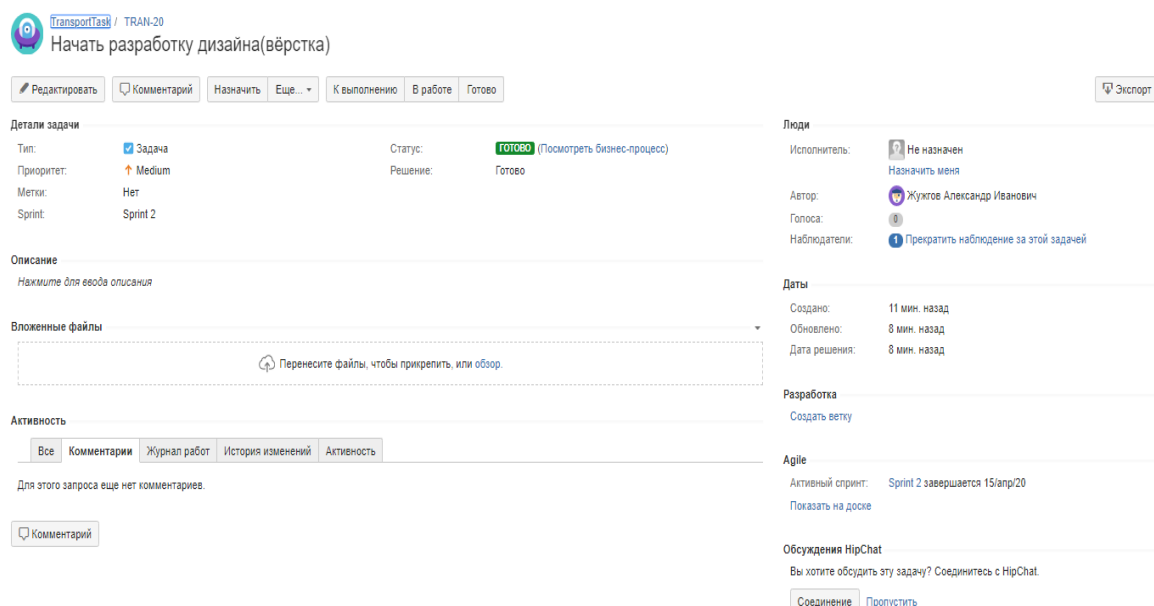 TransportTask / TRAN-20
Начать разработку дизайна(вёрстка)
Редактировать Комментарий Назначить Еще... К выполнению В работе Готово Экспорт
Детали задачи
Тип: Задача Статус: ГОТОВО (Посмотреть бизнес-процесс)
Приоритет: Medium Решение: Готово
Метки: Нет
Sprint: Sprint 2
Описание
Нажмите для ввода описания
Вложенные файлы
Перенесите файлы, чтобы прикрепить, или обзор.
Активность
Все Комментарии Журнал работ История изменений Активность
Для этого запроса еще нет комментариев.
Комментарий
Люди
Исполнитель: Не назначен
Назначить меня
Автор: Жужгов Александр Иванович
Голоса: 0
Наблюдатели: 1 Прекратить наблюдение за этой задачей
Даты
Создано: 11 мин. назад
Обновлено: 8 мин. назад
Дата решения: 8 мин. назад
Разработка
Создать ветку
Agile
Активный спринт: Sprint 2 завершается 15/апр/20
Показать на доске
Обсуждения HipChat
Вы хотите обсудить эту задачу? Соединитесь с HipChat.
Соединение Пропустить